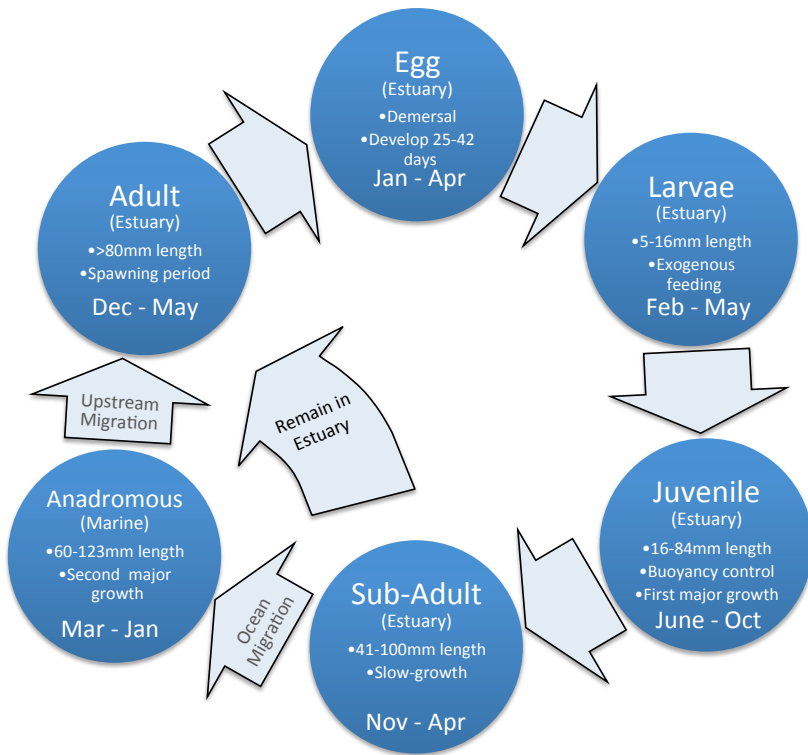 Egg
(Estuary)
•Demersal
•Develop 25-42
days
Jan - Apr
Larvae
(Estuary)
•5-16mm length
•Exogenous
feeding
Feb - May
Juvenile
(Estuary)
•16-84mm length
•Buoyancy control
•First major growth
June - Oct
Sub-Adult
(Estuary)
•41-100mm length
•Slow-growth
Nov - Apr
Ocean
Migration
Anadromous
(Marine)
•60-123mm length
•Second major
growth
Mar - Jan
Upstream
Migration
Remain in
Estuary
Adult
(Estuary)
•>80mm length
•Spawning period
Dec - May